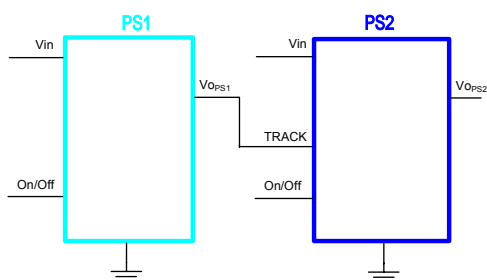 PS1
PS2
Vin
Vin
VoPS1
VoPS2
TRACK
On/Off
On/Off